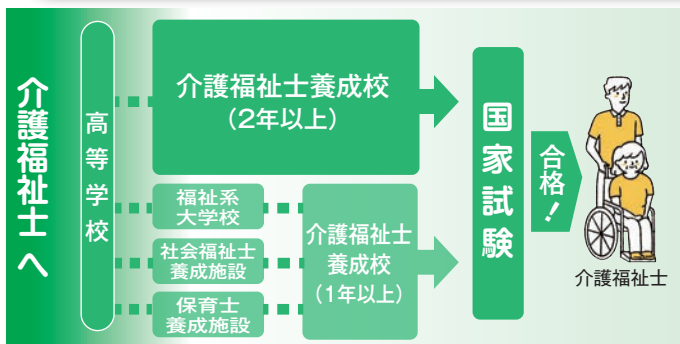 介護福祉士へ
高等学校
介護福祉士養成校
（2年以上）
福祉系
大学校
社会福祉士
養成施設
保育士
養成施設
介護福祉士
養成校
（1年以上）
国家試験
合格！
介護福祉士